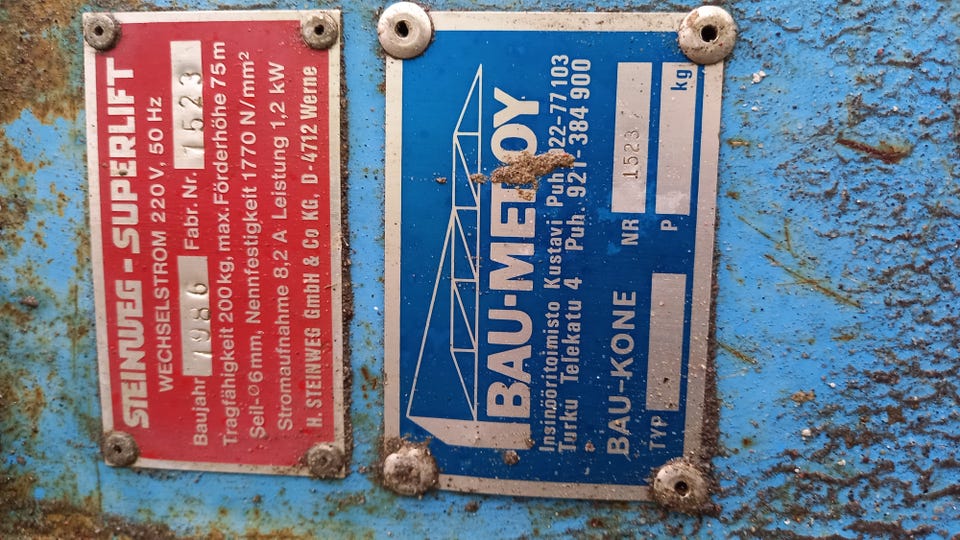 STEINWEG-SUPERLIFT
WECHSELSTROM 220 V, 50 Hz
Baujahr 1986 Fabr. Nr. 1523
Tragfähigkeit 200 kg, max. Förderhöhe 75 m
Seil-Ø 6 mm, Nennfestigkeit 1770 N/mm²
Stromaufnahme 8,2 A Leistung 1,2 kW
H. STEINWEG GmbH & Co KG, D-4712 Werne
BAU-ME OY
Insinööritoimisto Kustavi Puh. 922-77103
Turku Telekatu 4 Puh. 921-384 900
BAU-KONE NR 1523
TYP P kg